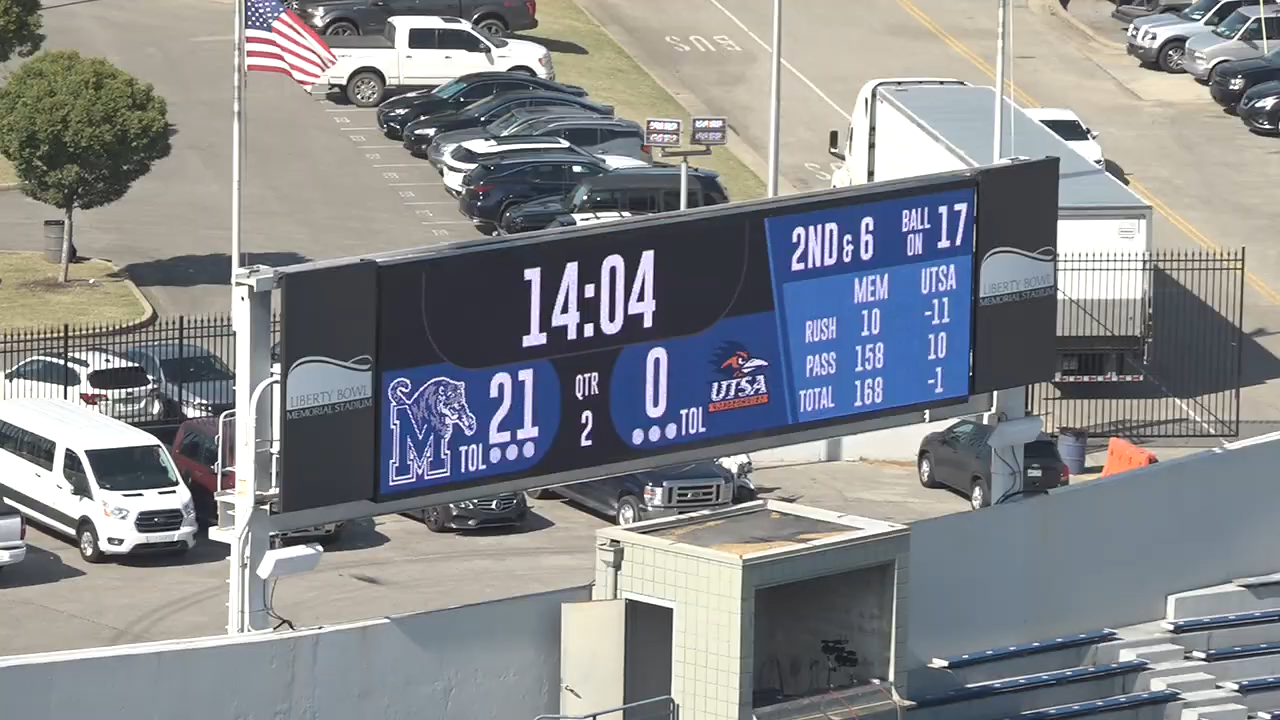 BUS
14:04
2ND & 6
BALL ON 17
MEM UTSA
RUSH 10 -11
PASS 158 10
TOTAL 168 -1
M
21
TOL
QTR
2
0
TOL
UTSA
LIBERTY BOWL
MEMORIAL STADIUM
LIBERTY BOWL
MEMORIAL STADIUM